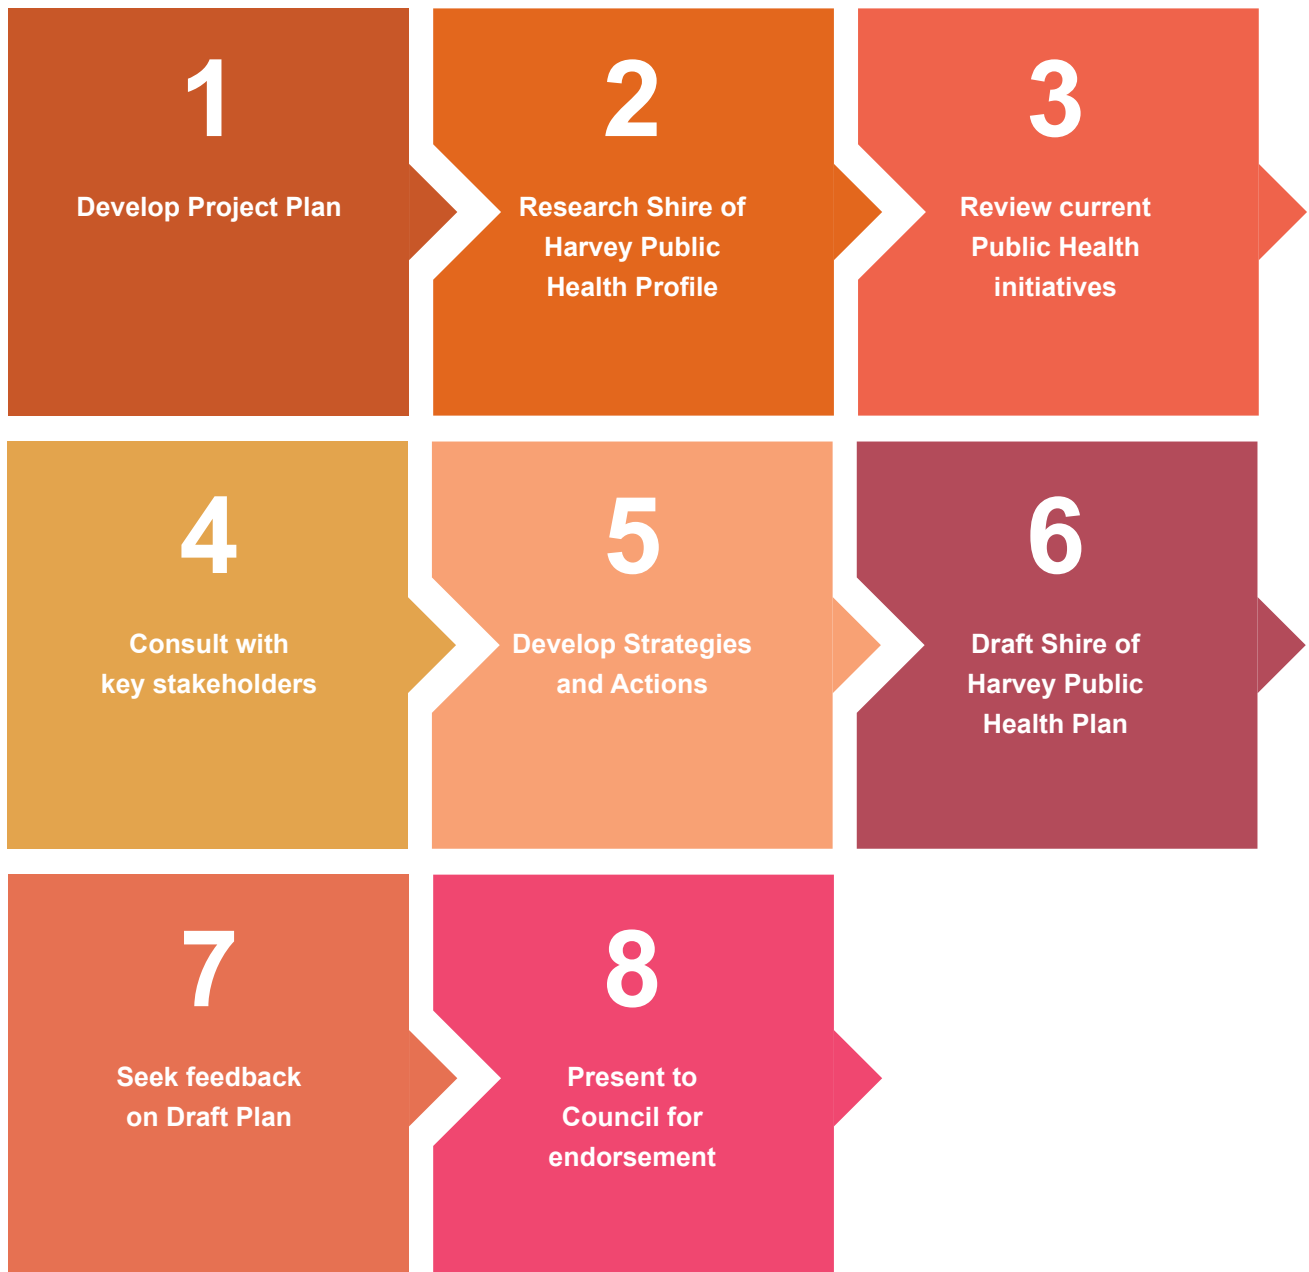 1
Develop Project Plan
2
Research Shire of
Harvey Public
Health Profile
3
Review current
Public Health
initiatives
4
Consult with
key stakeholders
5
Develop Strategies
and Actions
6
Draft Shire of
Harvey Public
Health Plan
7
Seek feedback
on Draft Plan
8
Present to
Council for
endorsement